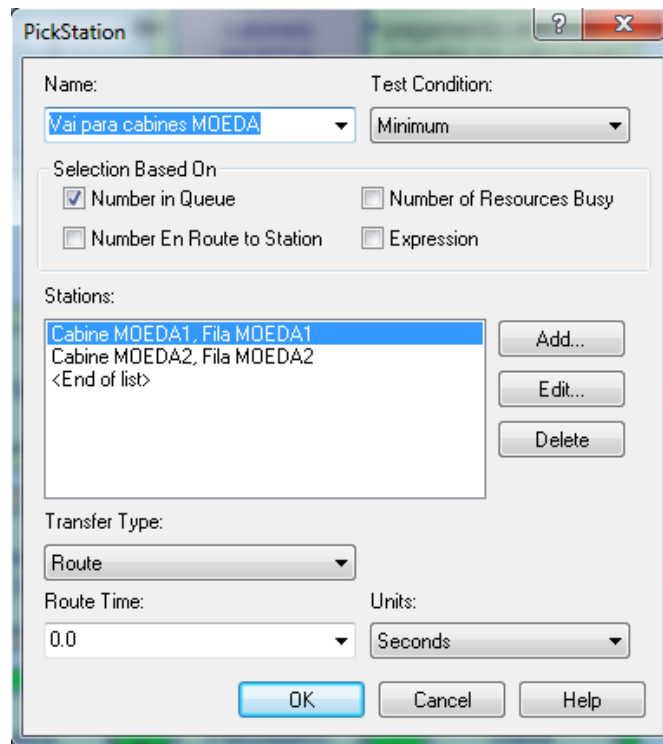 PickStation
Name: Test Condition:
Vai para cabines MOEDA Minimum
Selection Based On
Number in Queue Number of Resources Busy
Number En Route to Station Expression
Stations:
Cabine MOEDA1, Fila MOEDA1
Cabine MOEDA2, Fila MOEDA2
<End of list>
Add...
Edit...
Delete
Transfer Type:
Route
Route Time: Units:
0.0 Seconds
OK Cancel Help